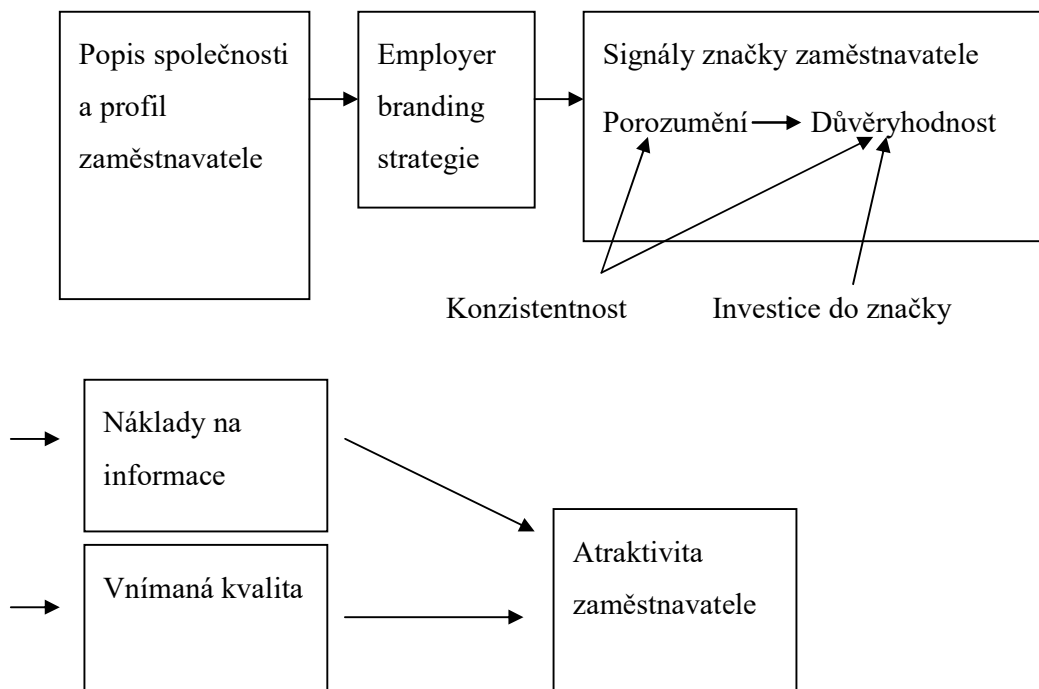 Popis společnosti
a profil
zaměstnavatele
Employer
branding
strategie
Signály značky zaměstnavatele
Porozumění Důvěryhodnost
Konzistentnost Investice do značky
Náklady na
informace
Vnímaná kvalita
Atraktivita
zaměstnavatele